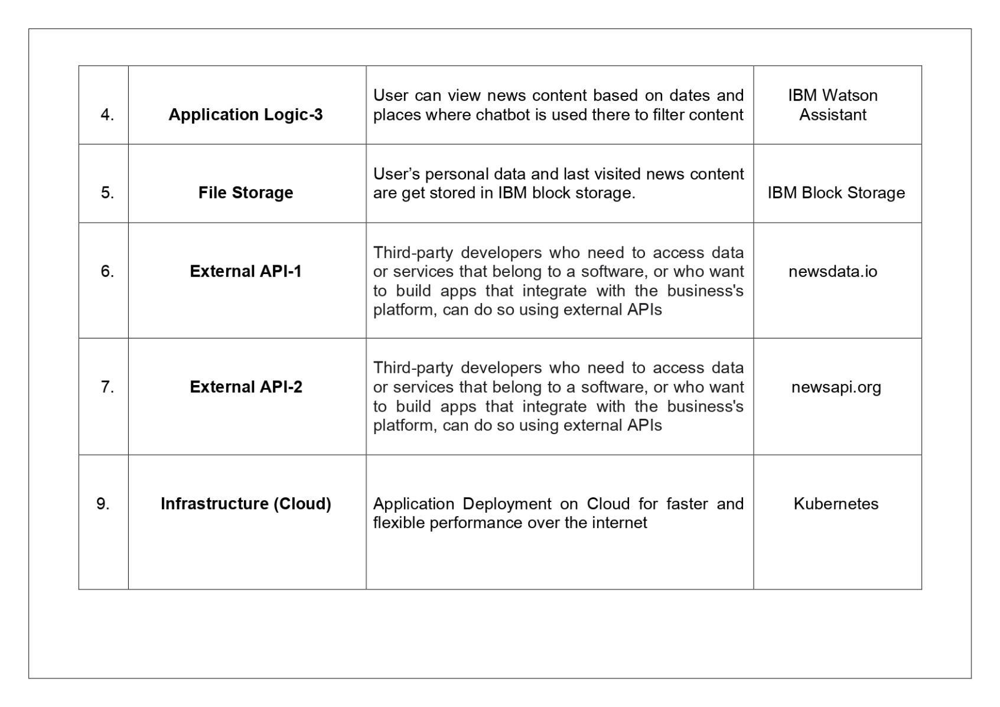 4.
Application Logic-3
User can view news content based on dates and
places where chatbot is used there to filter content
IBM Watson
Assistant
5.
File Storage
User’s personal data and last visited news content
are get stored in IBM block storage.
IBM Block Storage
6.
External API-1
Third-party developers who need to access data
or services that belong to a software, or who want
to build apps that integrate with the business's
platform, can do so using external APIs
newsdata.io
7.
External API-2
Third-party developers who need to access data
or services that belong to a software, or who want
to build apps that integrate with the business's
platform, can do so using external APIs
newsapi.org
9.
Infrastructure (Cloud)
Application Deployment on Cloud for faster and
flexible performance over the internet
Kubernetes